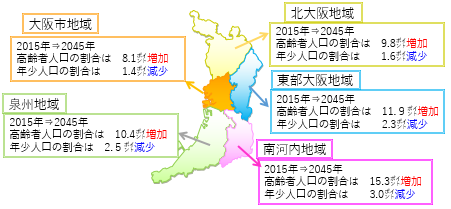 大阪市地域
2015年⇒2045年
高齢者人口の割合は 8.1ポイント増加
年少人口の割合は 1.4ポイント減少
北大阪地域
2015年⇒2045年
高齢者人口の割合は 9.8ポイント増加
年少人口の割合は 1.6ポイント減少
東部大阪地域
2015年⇒2045年
高齢者人口の割合は 11.9ポイント増加
年少人口の割合は 2.3ポイント減少
泉州地域
2015年⇒2045年
高齢者人口の割合は 10.4ポイント増加
年少人口の割合は 2.5ポイント減少
南河内地域
2015年⇒2045年
高齢者人口の割合は 15.3ポイント増加
年少人口の割合は 3.0ポイント減少